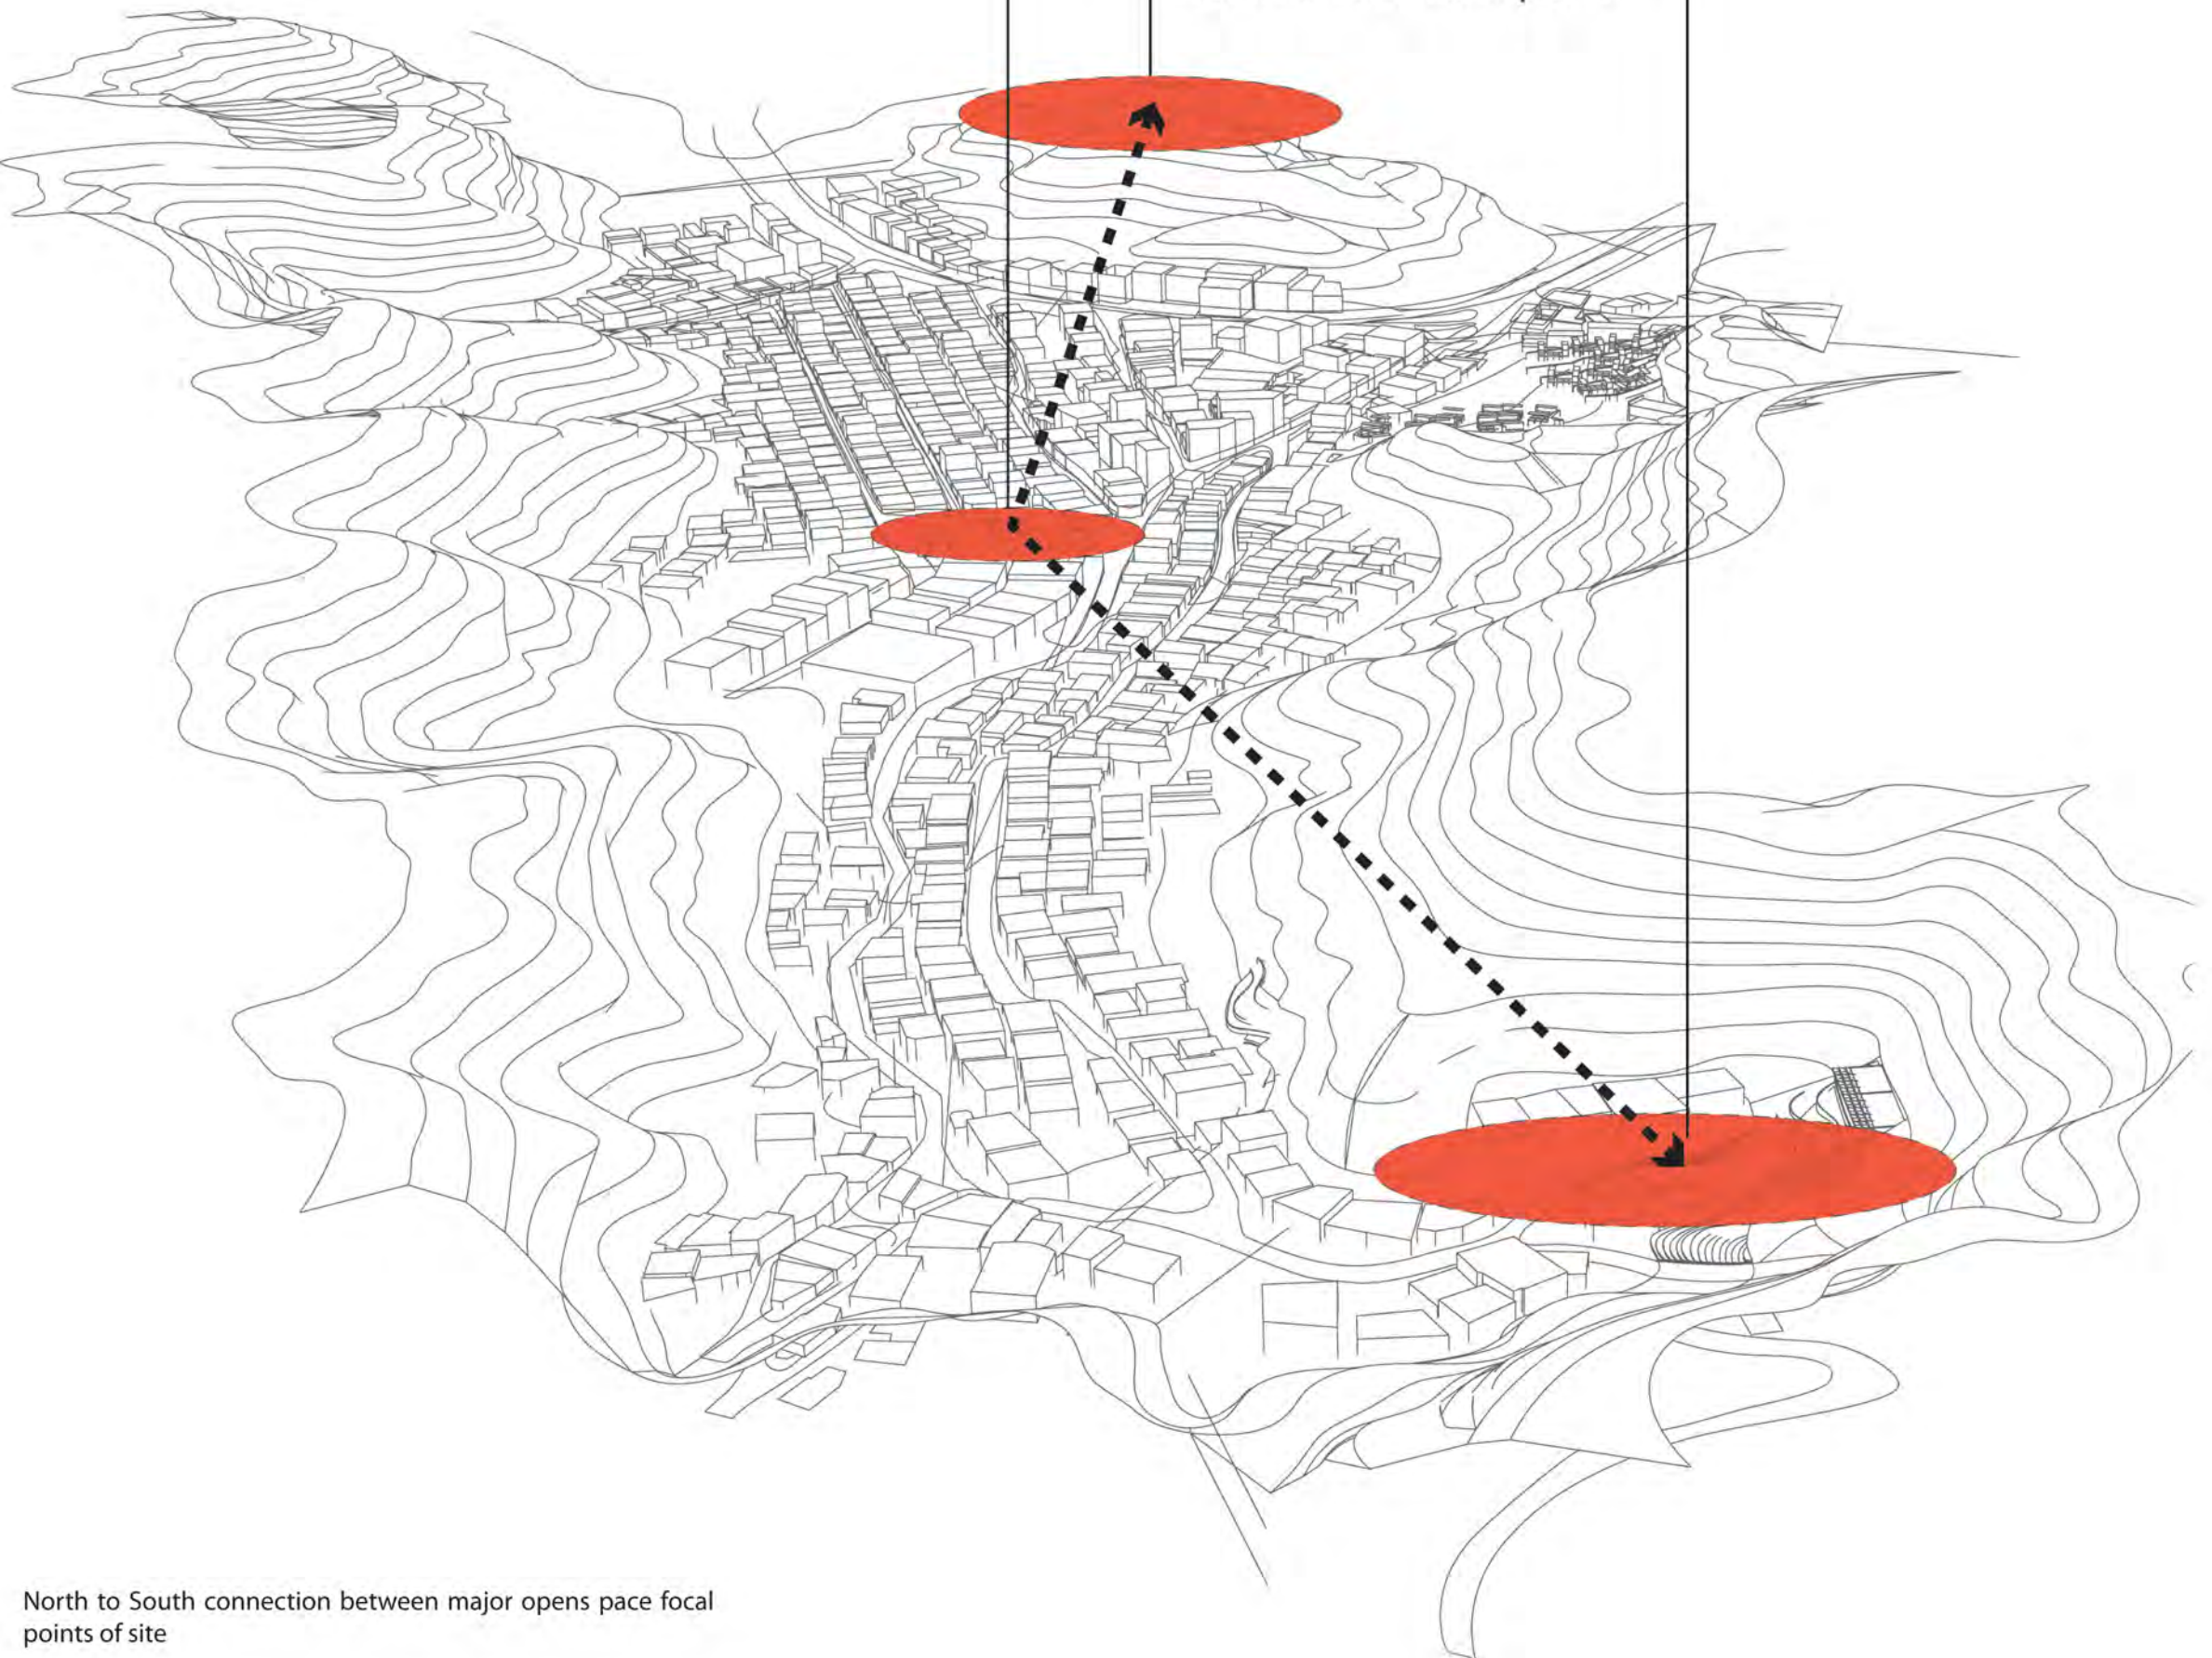 North to South connection between major opens pace focal
points of site